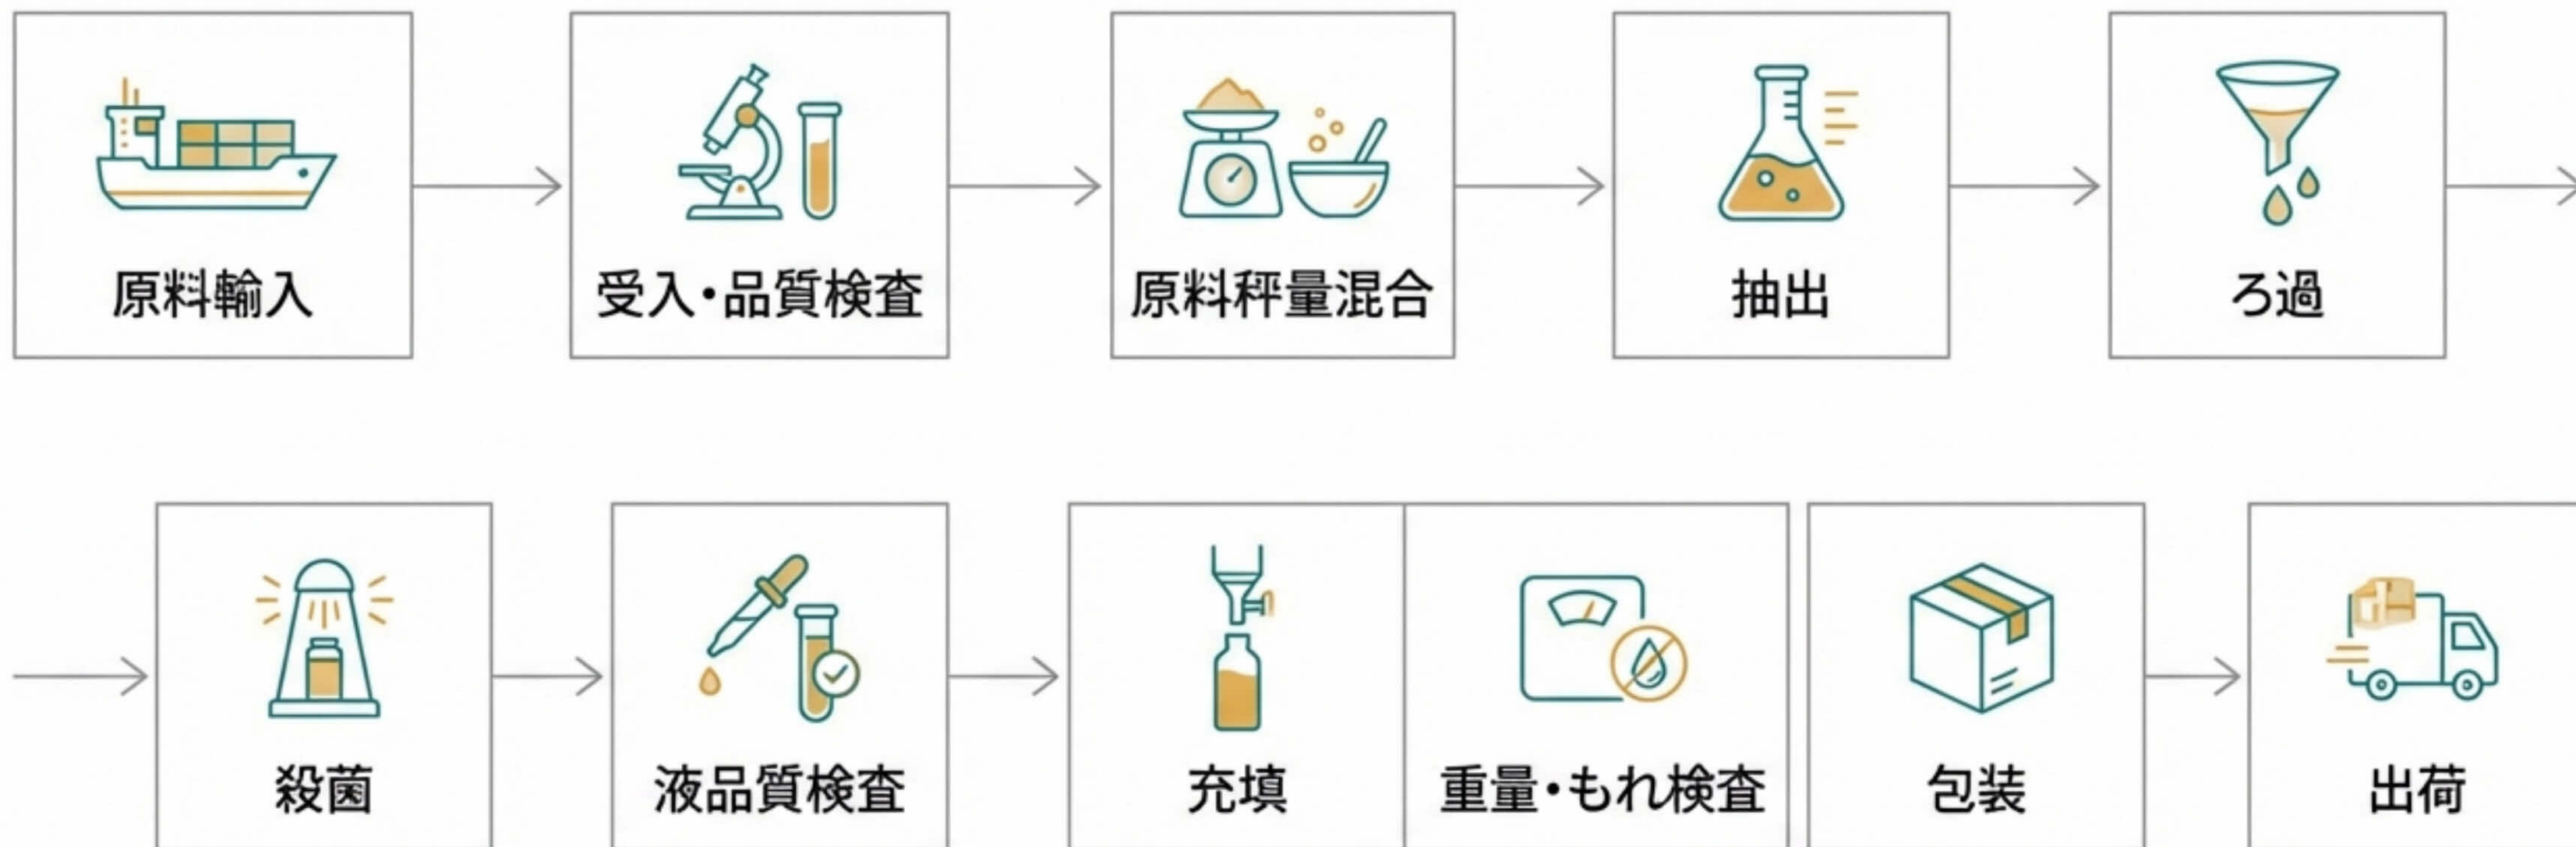 原料輸入
受入・品質検査
原料秤量混合
抽出
ろ過
殺菌
液品質検査
充填
重量・もれ検査
包装
出荷